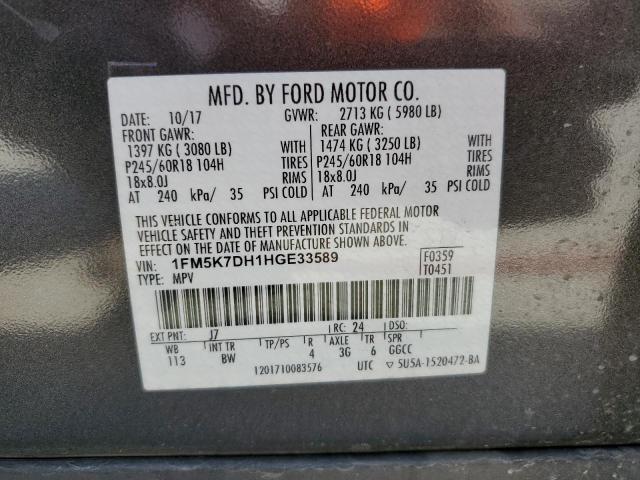 MFD. BY FORD MOTOR CO.
DATE: 10/17 GVWR: 2713 KG ( 5980 LB)
FRONT GAWR: REAR GAWR:
1397 KG ( 3080 LB) WITH 1474 KG ( 3250 LB) WITH
P245/60R18 104H TIRES P245/60R18 104H TIRES
18x8.0J RIMS 18x8.0J RIMS
AT 240 kPa/ 35 PSI COLD AT 240 kPa/ 35 PSI COLD
THIS VEHICLE CONFORMS TO ALL APPLICABLE FEDERAL MOTOR
VEHICLE SAFETY AND THEFT PREVENTION STANDARDS IN
EFFECT ON THE DATE OF MANUFACTURE SHOWN ABOVE.
VIN: 1FM5K7DH1HGE33589 F0359
TYPE: MPV T0451
EXT PNT: J7 RC: 24 DSO:
WB INT TR TP/PS R AXLE TR SPR
113 BW 4 3G 6 GGCC
1201710083576 UTC ▽ 5U5A-1520472-BA